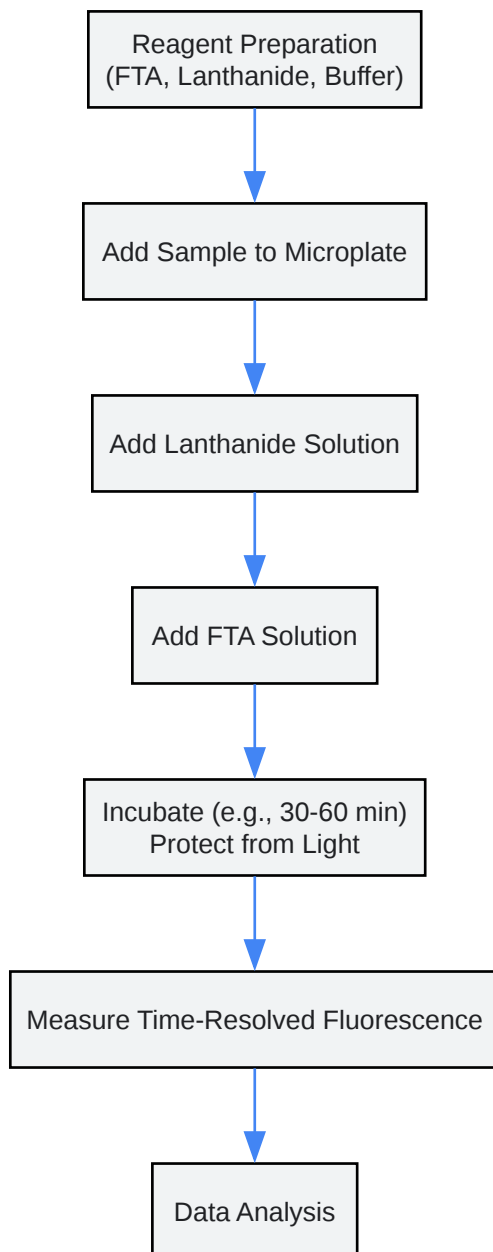 Reagent Preparation
(FTA, Lanthanide, Buffer)
Add Sample to Microplate
Add Lanthanide Solution
Add FTA Solution
Incubate (e.g., 30-60 min)
Protect from Light
Measure Time-Resolved Fluorescence
Data Analysis